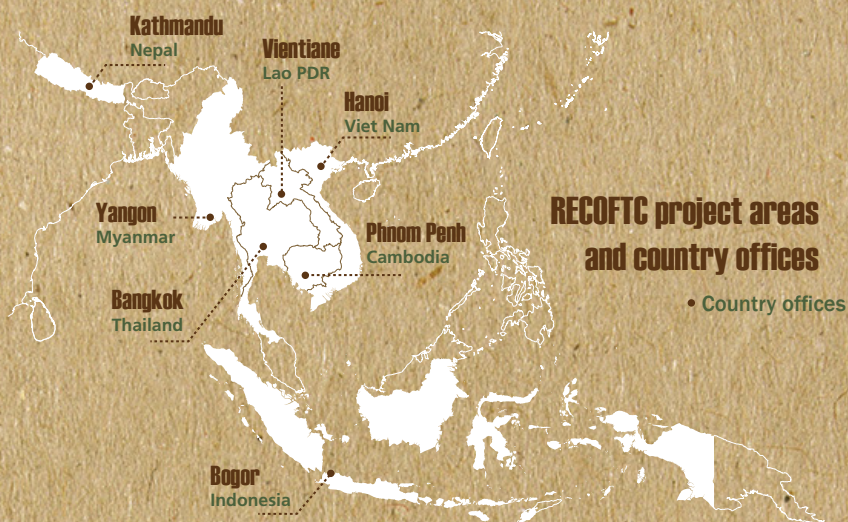 Kathmandu
Nepal
Vientiane
Lao PDR
Hanoi
Viet Nam
Yangon
Myanmar
Phnom Penh
Cambodia
RECOFTC project areas
and country offices
• Country offices
Bangkok
Thailand
Bogor
Indonesia